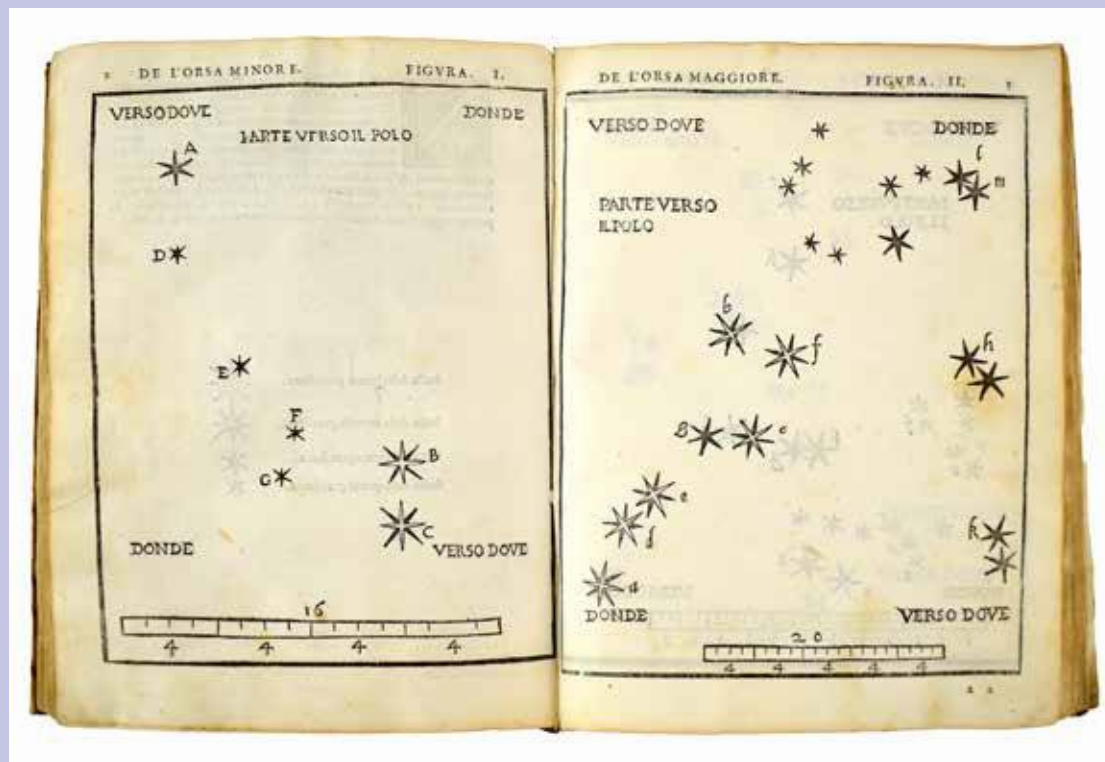 2 DE L'ORSA MINORE. FIGVRA. I.
VERSO DOVE DONDE
PARTE VERSO IL POLO
A
D
E
F
G
B
C
DONDE VERSO DOVE
16
4 4 4 4
DE L'ORSA MAGGIORE. FIGVRA. II.
VERSO DOVE DONDE
l
m
PARTE VERSO
IL POLO
b
f
h
g c
e
d
k
a
DONDE VERSO DOVE
20
4 4 4 4 4